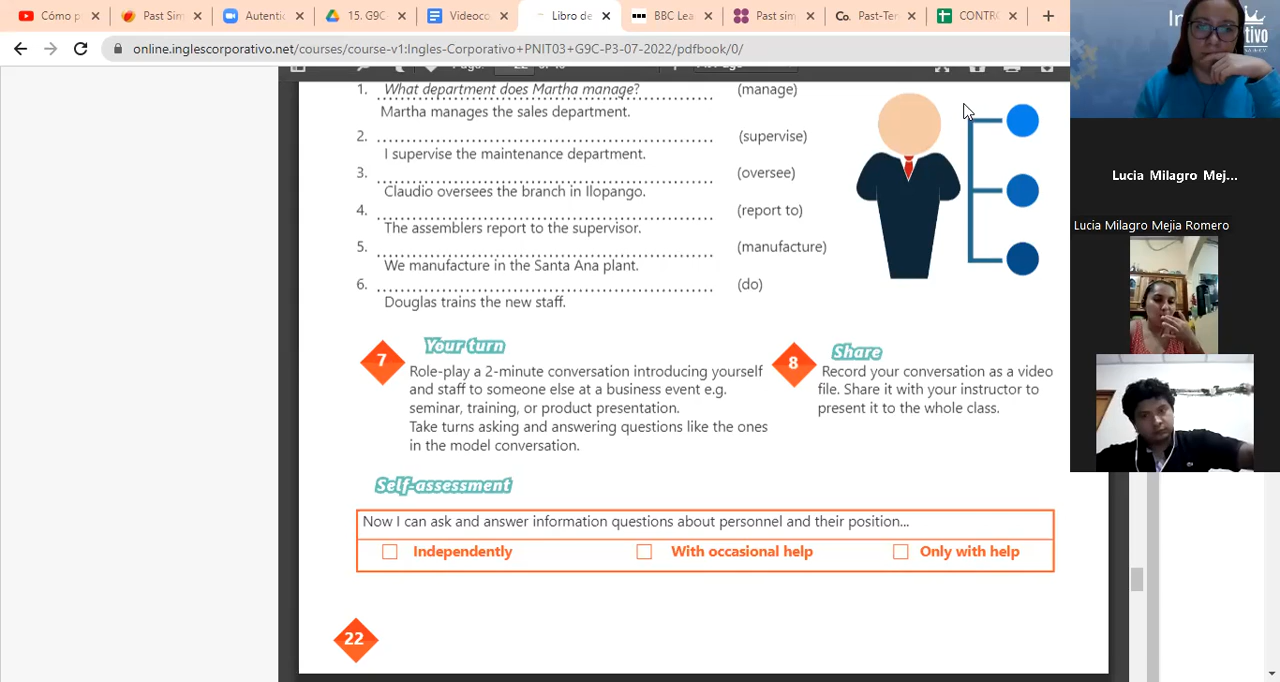 Cómo p
Past Sim
Autentic
15. G9C
Videoco
Libro de
BBC Lea
Past sim
Past-Ten
CONTRO
online.inglescorporativo.net/courses/course-v1:Ingles-Corporativo+PNIT03+G9C-P3-07-2022/pdfbook/0/
1. What department does Martha manage? (manage)
Martha manages the sales department.
2. (supervise)
I supervise the maintenance department.
3. (oversee)
Claudio oversees the branch in Ilopango.
4. (report to)
The assemblers report to the supervisor.
5. (manufacture)
We manufacture in the Santa Ana plant.
6. (do)
Douglas trains the new staff.
7 Your turn
Role-play a 2-minute conversation introducing yourself
and staff to someone else at a business event e.g.
seminar, training, or product presentation.
Take turns asking and answering questions like the ones
in the model conversation.
8 Share
Record your conversation as a video
file. Share it with your instructor to
present it to the whole class.
Self-assessment
Now I can ask and answer information questions about personnel and their position...
Independently With occasional help Only with help
22
Lucia Milagro Mej...
Lucia Milagro Mejia Romero